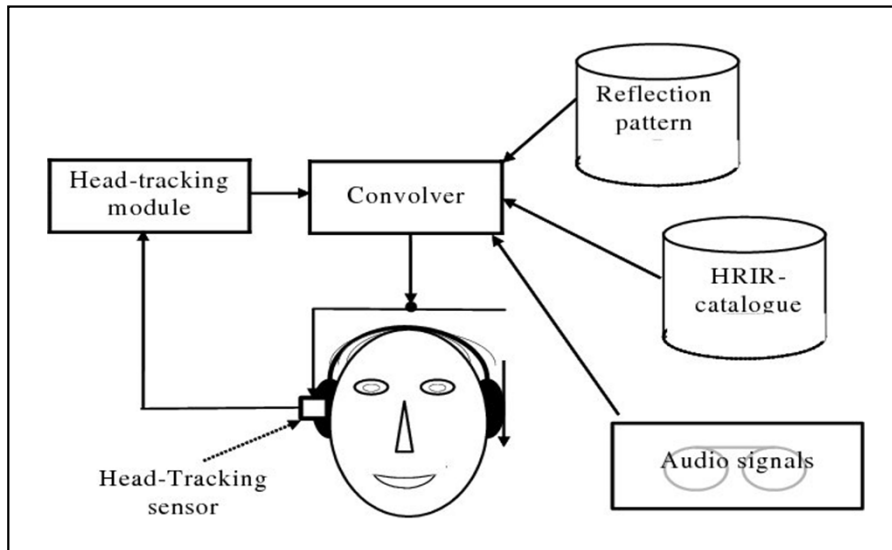 Reflection
pattern
Head-tracking
module
Convolver
HRIR-
catalogue
Audio signals
Head-Tracking
sensor